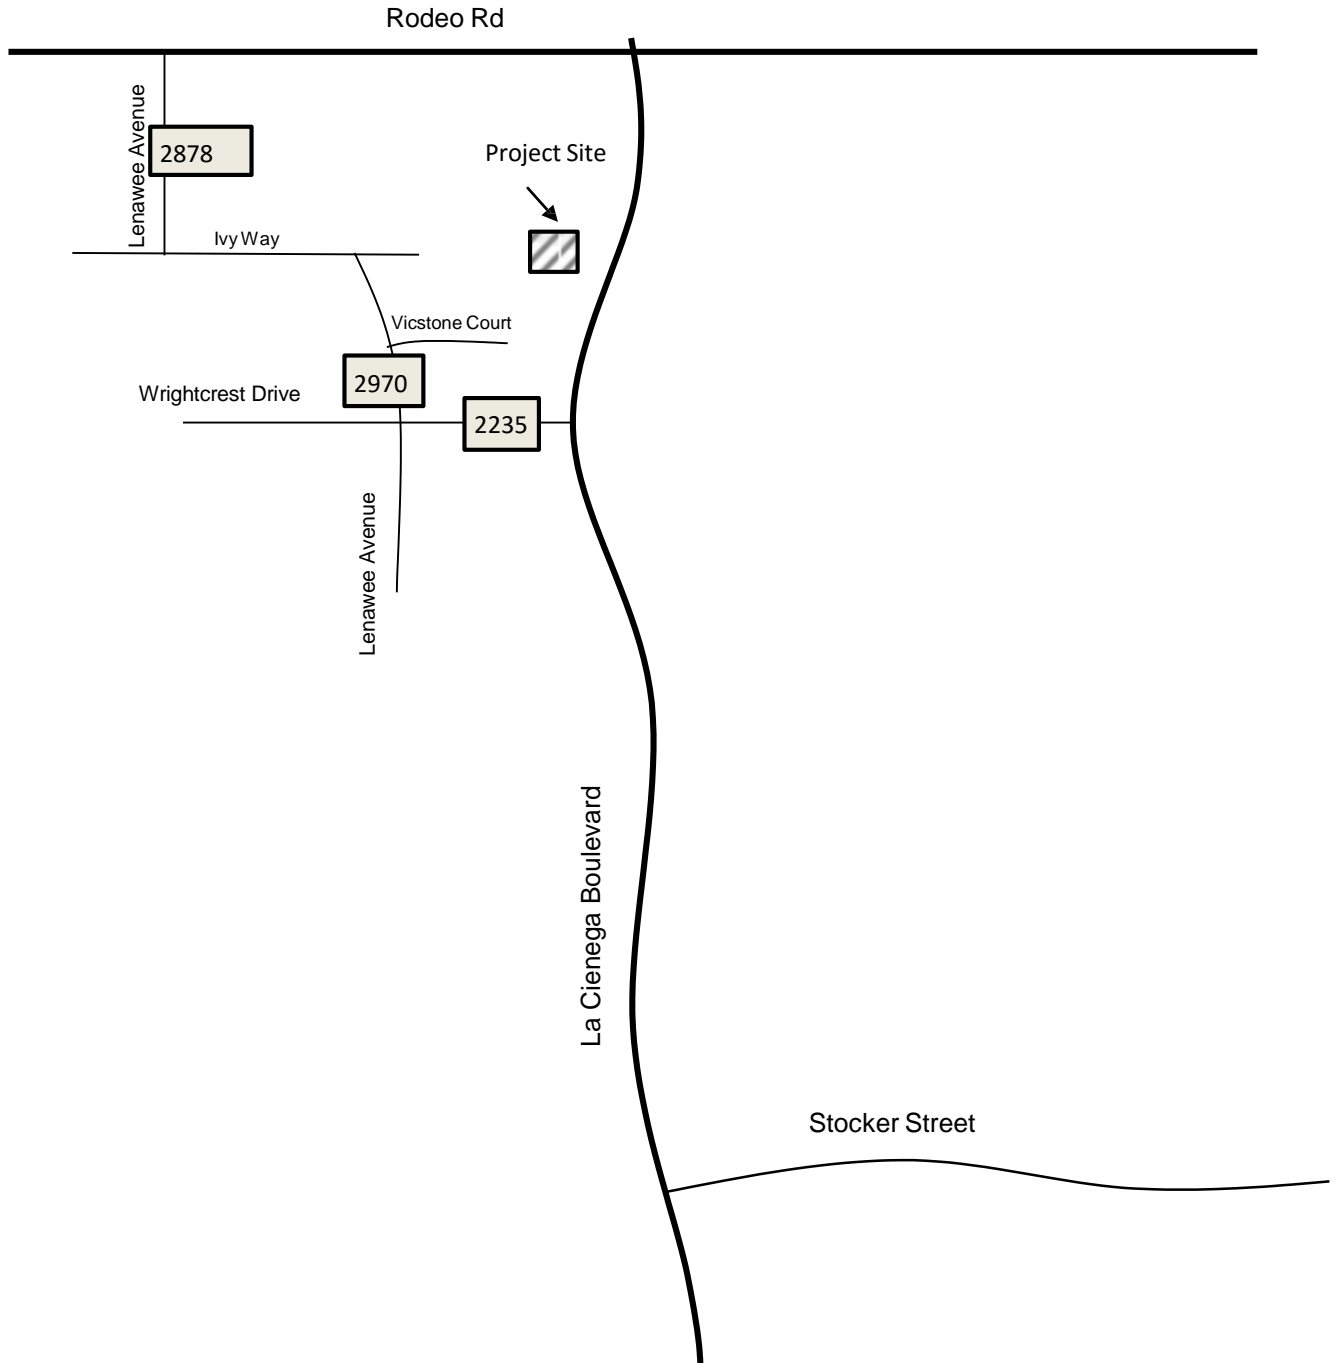 Rodeo Rd
Lenawee Avenue
2878
Project Site
Ivy Way
Vicstone Court
2970
Wrightcrest Drive
2235
Lenawee Avenue
La Cienega Boulevard
Stocker Street